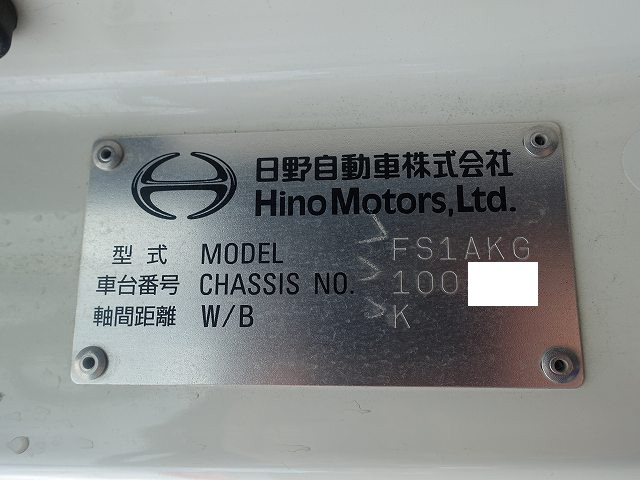 日野自動車株式会社
Hino Motors, Ltd.
型式 MODEL FS1AKG
車台番号 CHASSIS NO. 100
軸間距離 W/B K